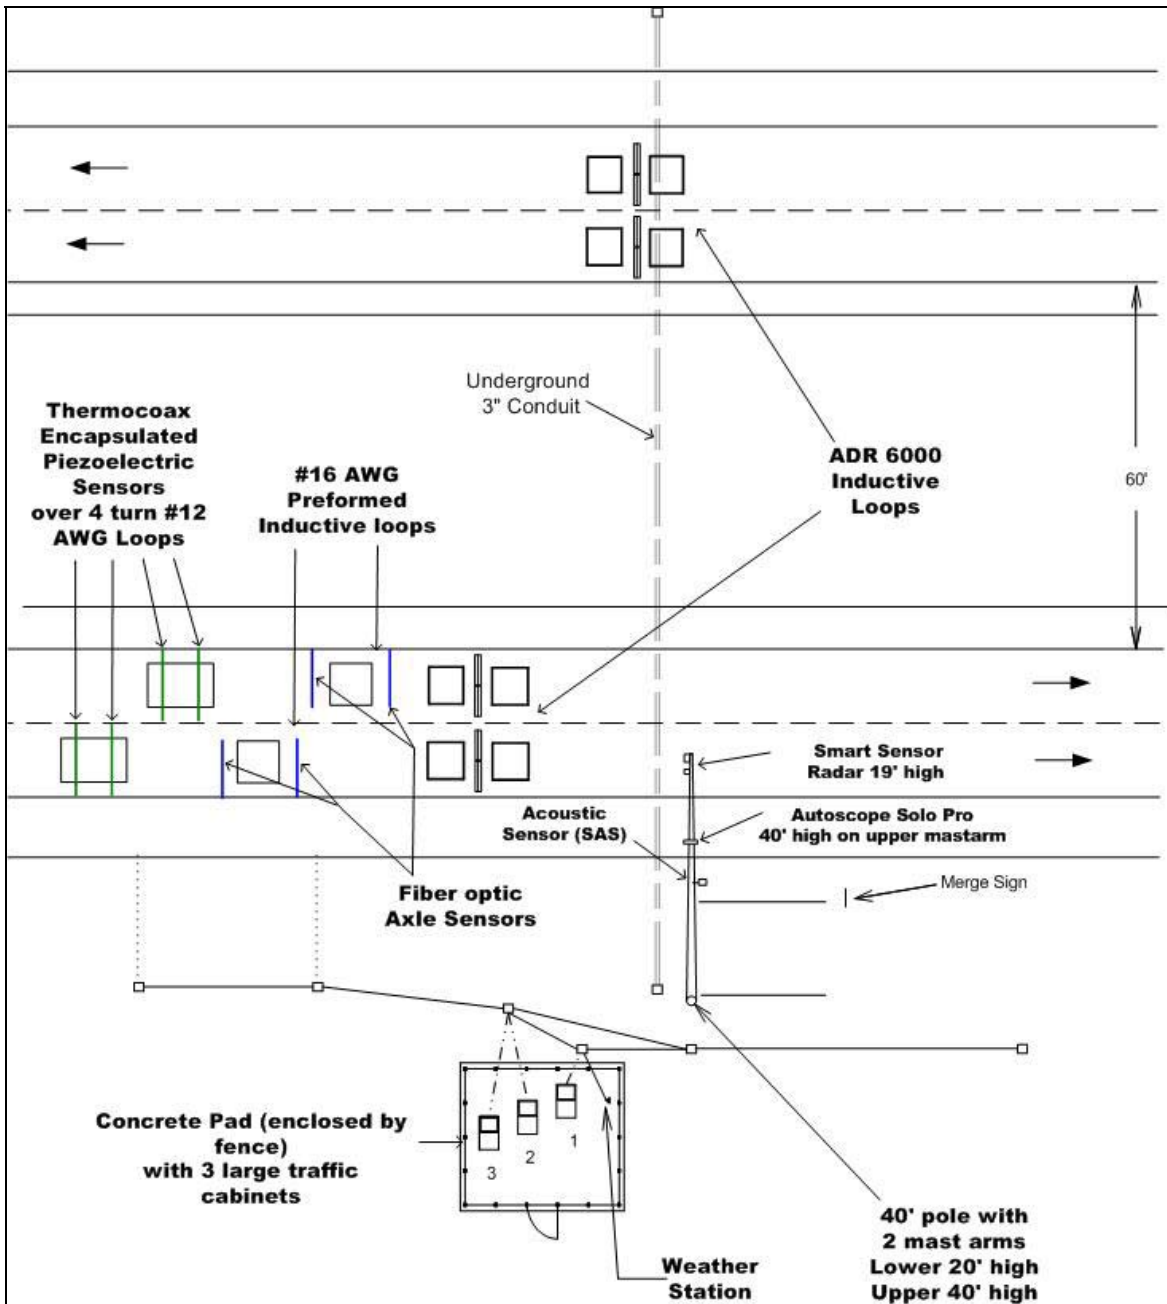 Underground
3" Conduit
Thermocoax
Encapsulated
Piezoelectric
Sensors
over 4 turn #12
AWG Loops
#16 AWG
Preformed
Inductive loops
ADR 6000
Inductive
Loops
60'
Smart Sensor
Radar 19' high
Acoustic
Sensor (SAS)
Autoscope Solo Pro
40' high on upper mastarm
Merge Sign
Fiber optic
Axle Sensors
Concrete Pad (enclosed by
fence)
with 3 large traffic
cabinets
1
2
3
Weather
Station
40' pole with
2 mast arms
Lower 20' high
Upper 40' high